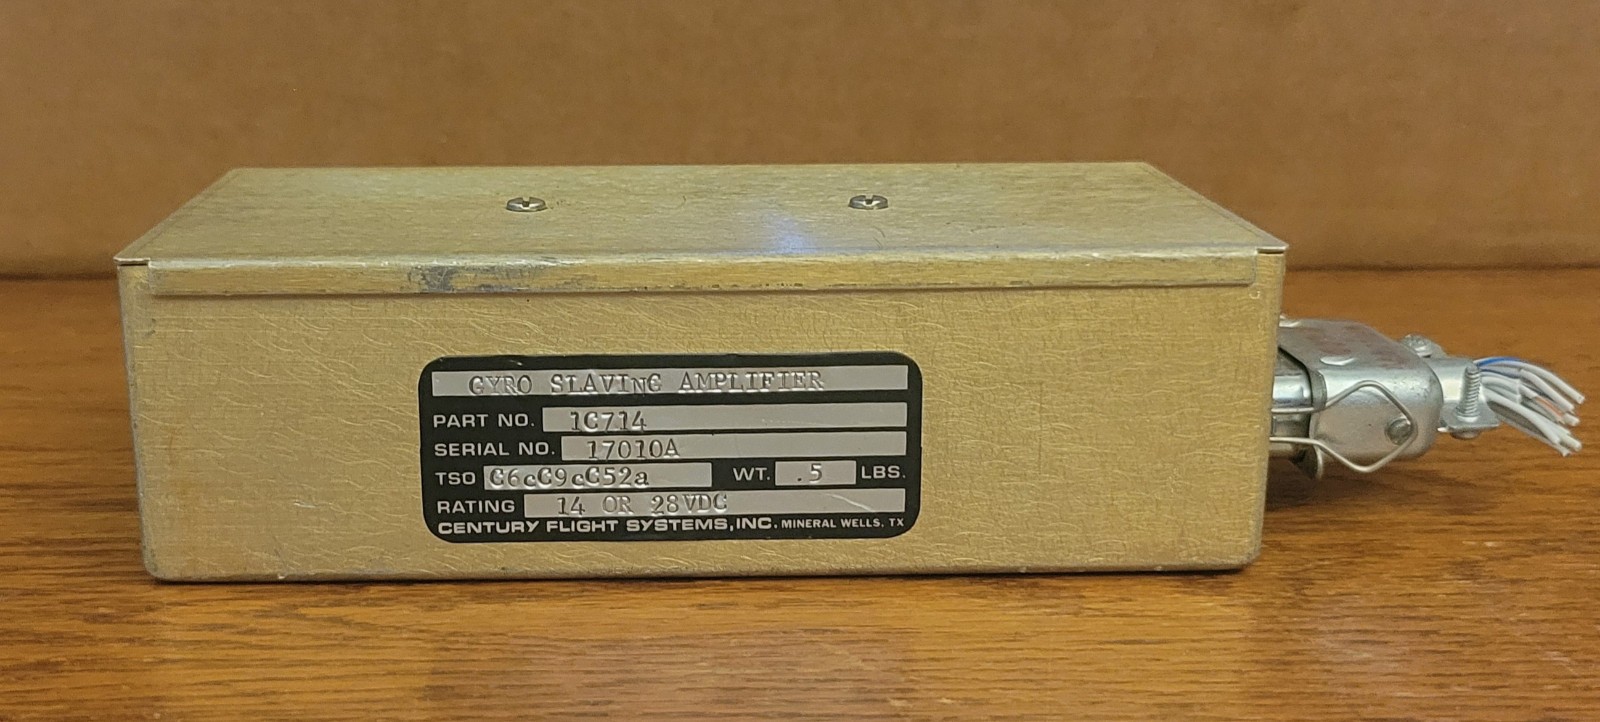 GYRO SLAVING AMPLIFIER
PART NO. 1C714
SERIAL NO. 17010A
TSO C6cC9cC52a WT. .5 LBS.
RATING 14 OR 28VDC
CENTURY FLIGHT SYSTEMS, INC. MINERAL WELLS, TX